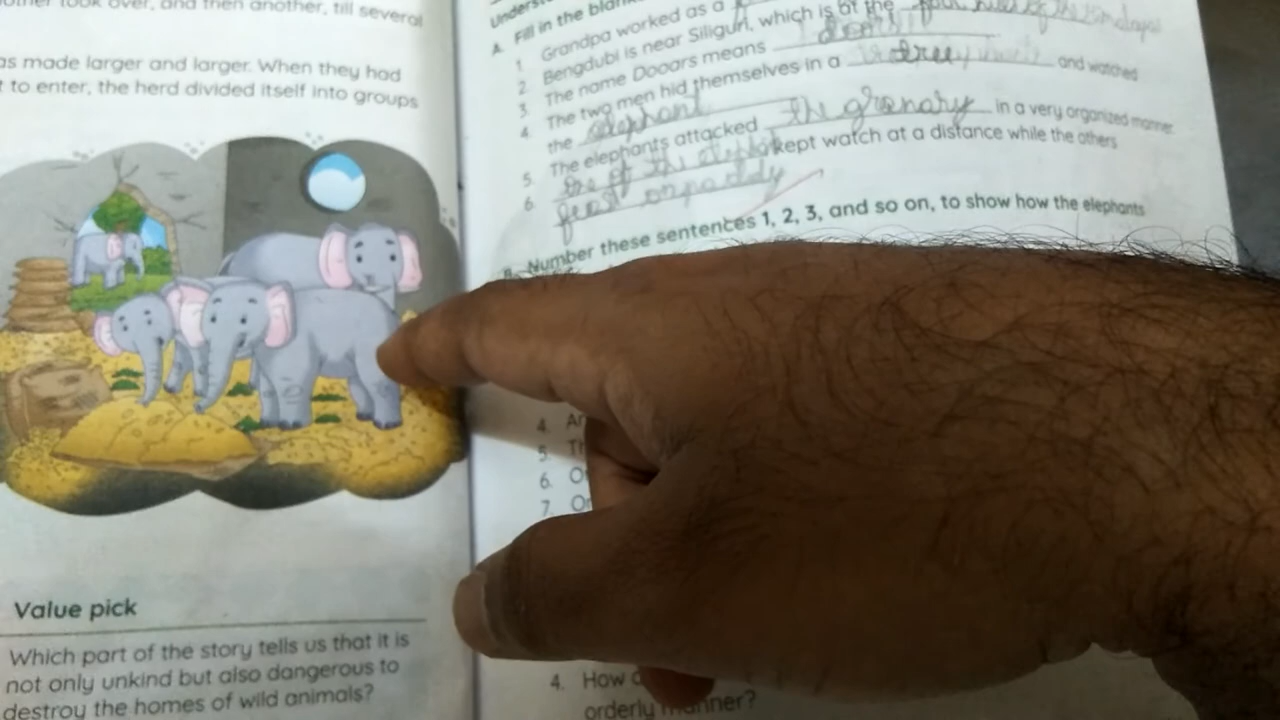 other took over, and then another, till several
as made larger and larger. When they had
t to enter, the herd divided itself into groups
Value pick
Which part of the story tells us that it is
not only unkind but also dangerous to
destroy the homes of wild animals?
A. Fill in the blan
1. Grandpa worked as a
2. Bengdubi is near Siliguri, which is at the
3. The name Dooars means door
4. The two men hid themselves in a tree and watched
the elephant
5. The elephants attacked the granary in a very organized manner.
6. one of the kept watch at a distance while the others
feast on paddy
B. Number these sentences 1, 2, 3, and so on, to show how the elephants
4.
5.
6.
7.
4. How
orderly manner?